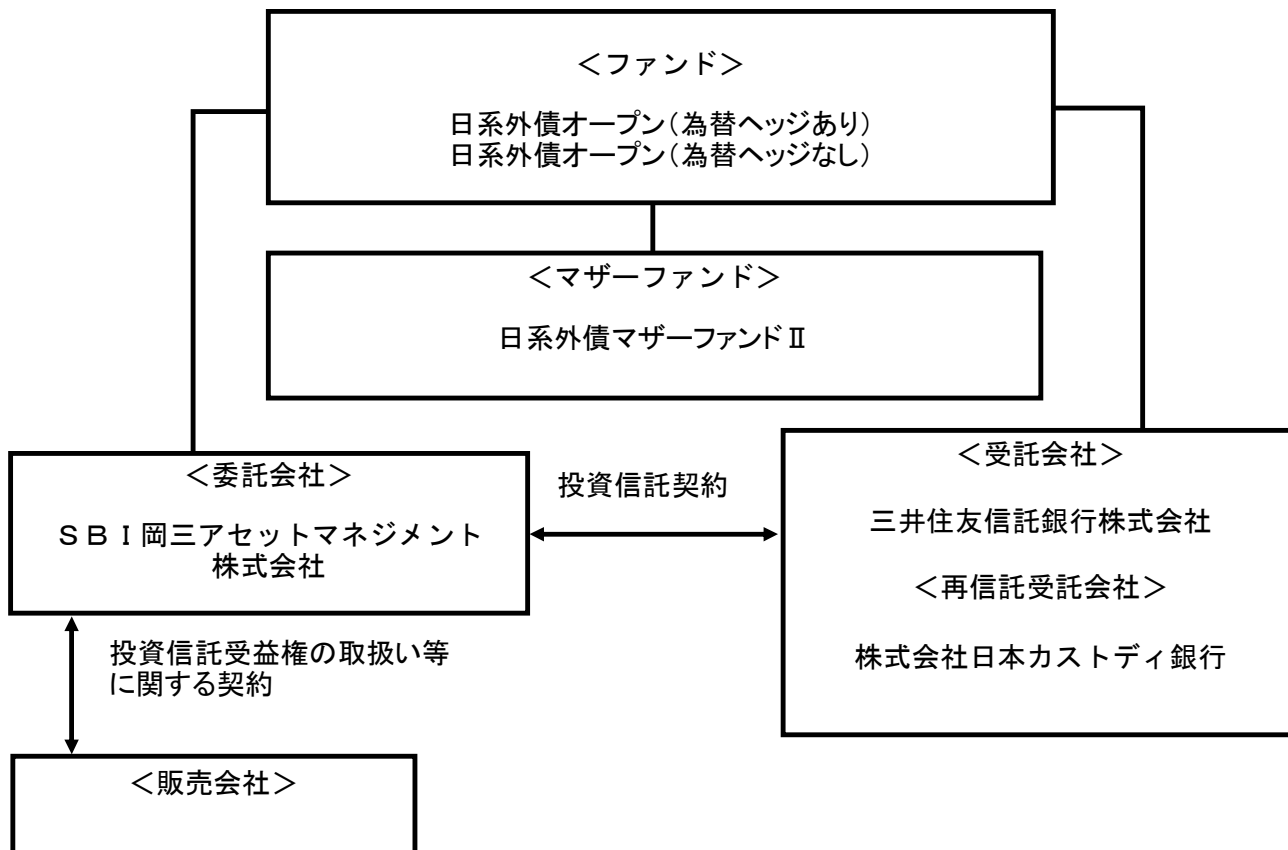 ＜ファンド＞
日系外債オープン（為替ヘッジあり）
日系外債オープン（為替ヘッジなし）
＜マザーファンド＞
日系外債マザーファンドⅡ
＜委託会社＞
ＳＢＩ岡三アセットマネジメント
株式会社
投資信託契約
＜受託会社＞
三井住友信託銀行株式会社
＜再信託受託会社＞
株式会社日本カストディ銀行
投資信託受益権の取扱い等
に関する契約
＜販売会社＞